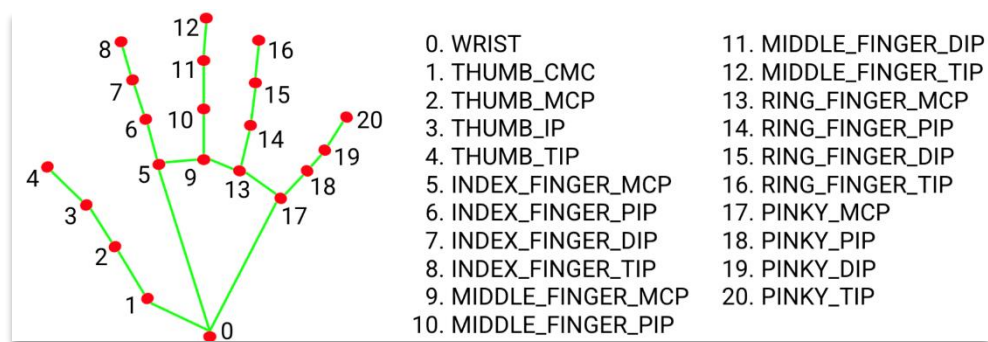 12
8
16
11
7
15
6
10
14
20
4
5
9
13
19
18
3
17
2
1
0
0. WRIST
1. THUMB_CMC
2. THUMB_MCP
3. THUMB_IP
4. THUMB_TIP
5. INDEX_FINGER_MCP
6. INDEX_FINGER_PIP
7. INDEX_FINGER_DIP
8. INDEX_FINGER_TIP
9. MIDDLE_FINGER_MCP
10. MIDDLE_FINGER_PIP
11. MIDDLE_FINGER_DIP
12. MIDDLE_FINGER_TIP
13. RING_FINGER_MCP
14. RING_FINGER_PIP
15. RING_FINGER_DIP
16. RING_FINGER_TIP
17. PINKY_MCP
18. PINKY_PIP
19. PINKY_DIP
20. PINKY_TIP